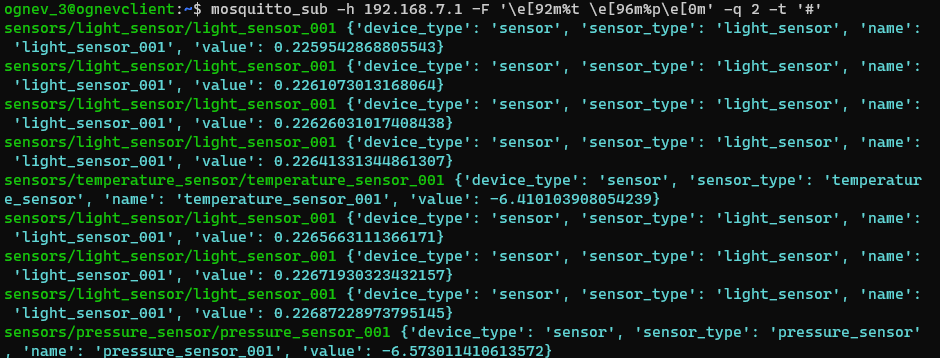 ognev_30@ognevclient:~$ mosquitto_sub -h 192.168.7.1 -F '\e[92m%t \e[96m%p\e[0m' -q 2 -t '#'
sensors/light_sensor/light_sensor_001 {'device_type': 'sensor', 'sensor_type': 'light_sensor', 'name':
'light_sensor_001', 'value': 0.2259542868805543}
sensors/light_sensor/light_sensor_001 {'device_type': 'sensor', 'sensor_type': 'light_sensor', 'name':
'light_sensor_001', 'value': 0.2261073013168064}
sensors/light_sensor/light_sensor_001 {'device_type': 'sensor', 'sensor_type': 'light_sensor', 'name':
'light_sensor_001', 'value': 0.22626031017408438}
sensors/light_sensor/light_sensor_001 {'device_type': 'sensor', 'sensor_type': 'light_sensor', 'name':
'light_sensor_001', 'value': 0.22641331344861307}
sensors/temperature_sensor/temperature_sensor_001 {'device_type': 'sensor', 'sensor_type': 'temperatur
e_sensor', 'name': 'temperature_sensor_001', 'value': -6.410103908054239}
sensors/light_sensor/light_sensor_001 {'device_type': 'sensor', 'sensor_type': 'light_sensor', 'name':
'light_sensor_001', 'value': 0.2265663111366171}
sensors/light_sensor/light_sensor_001 {'device_type': 'sensor', 'sensor_type': 'light_sensor', 'name':
'light_sensor_001', 'value': 0.22671930323432157}
sensors/light_sensor/light_sensor_001 {'device_type': 'sensor', 'sensor_type': 'light_sensor', 'name':
'light_sensor_001', 'value': 0.22687228973795145}
sensors/pressure_sensor/pressure_sensor_001 {'device_type': 'sensor', 'sensor_type': 'pressure_sensor'
, 'name': 'pressure_sensor_001', 'value': -6.573011410613572}